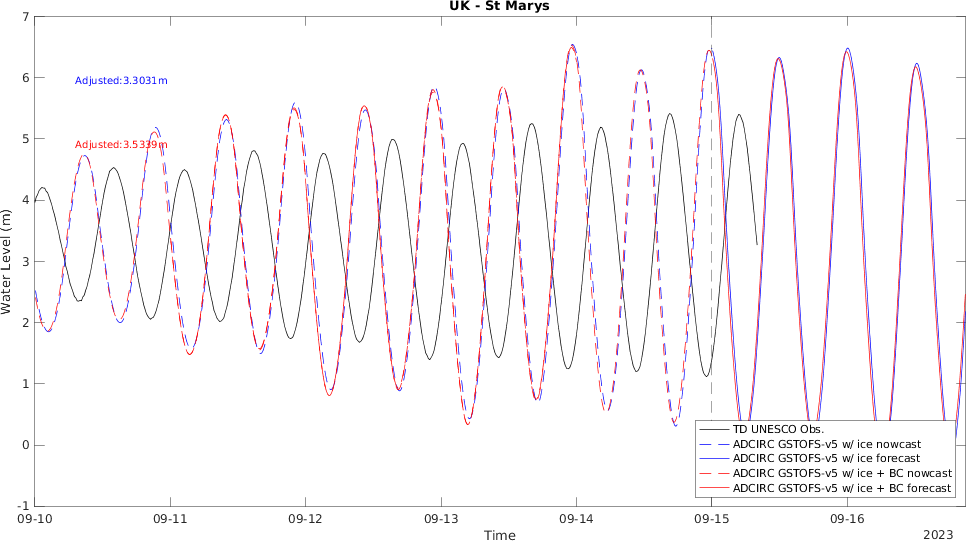 UK - St Marys
7
6
5
4
3
2
1
0
-1
Water Level (m)
Adjusted:3.3031m
Adjusted:3.5339m
TD UNESCO Obs.
ADCIRC GSTOFS-v5 w/ ice nowcast
ADCIRC GSTOFS-v5 w/ ice forecast
ADCIRC GSTOFS-v5 w/ ice + BC nowcast
ADCIRC GSTOFS-v5 w/ ice + BC forecast
09-10 09-11 09-12 09-13 09-14 09-15 09-16
Time
2023